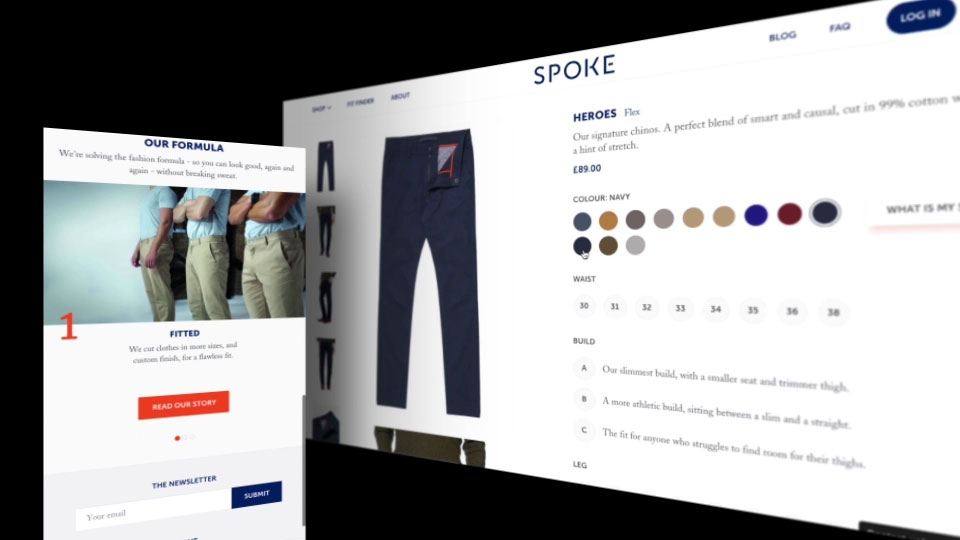 OUR FORMULA
We're solving the fashion formula - so you can look good, again and
again - without breaking sweat.
1
FITTED
We cut clothes in more sizes, and
custom finish, for a flawless fit.
READ OUR STORY
THE NEWSLETTER
Your email
SUBMIT
SHOP
FIT FINDER
ABOUT
SPOKE
BLOG
FAQ
LOG IN
HEROES Flex
Our signature chinos. A perfect blend of smart and causal, cut in 99% cotton
a hint of stretch.
£89.00
COLOUR: NAVY
WHAT IS MY
WAIST
30 31 32 33 34 35 36 38
BUILD
A Our slimmest build, with a smaller seat and trimmer thigh.
B A more athletic build, sitting between a slim and a straight.
C The fit for anyone who struggles to find room for their thighs.
LEG